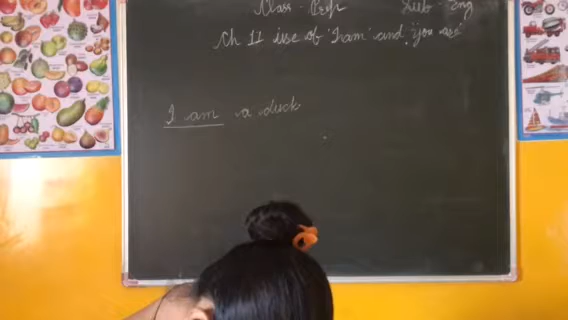 Class - Prep Sub - Eng
Ch 11 use of 'I am' and "you are"
I am a duck